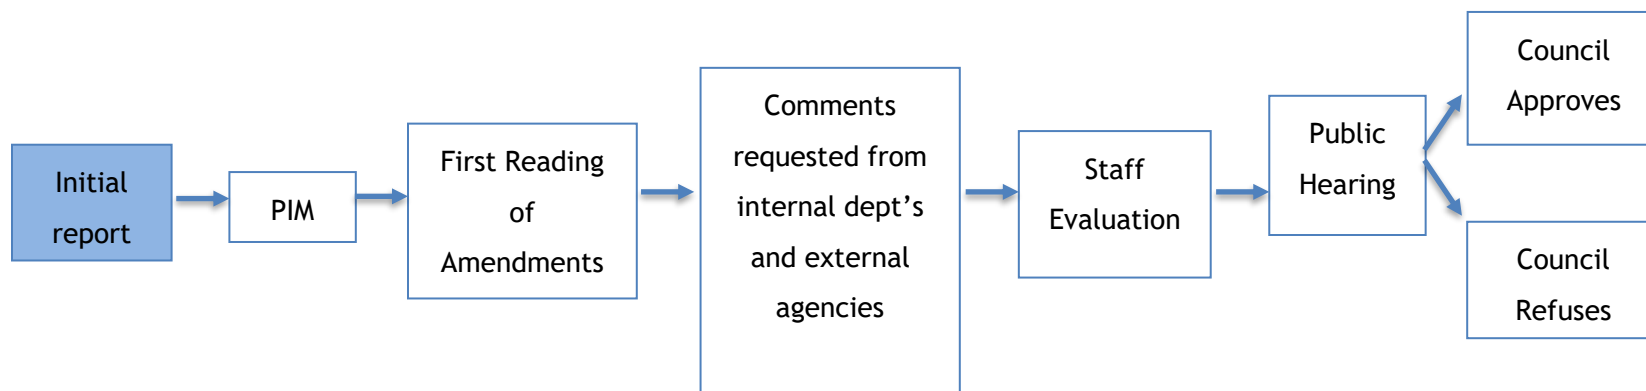 Initial
report
PIM
First Reading
of
Amendments
Comments
requested from
internal dept’s
and external
agencies
Staff
Evaluation
Public
Hearing
Council
Approves
Council
Refuses